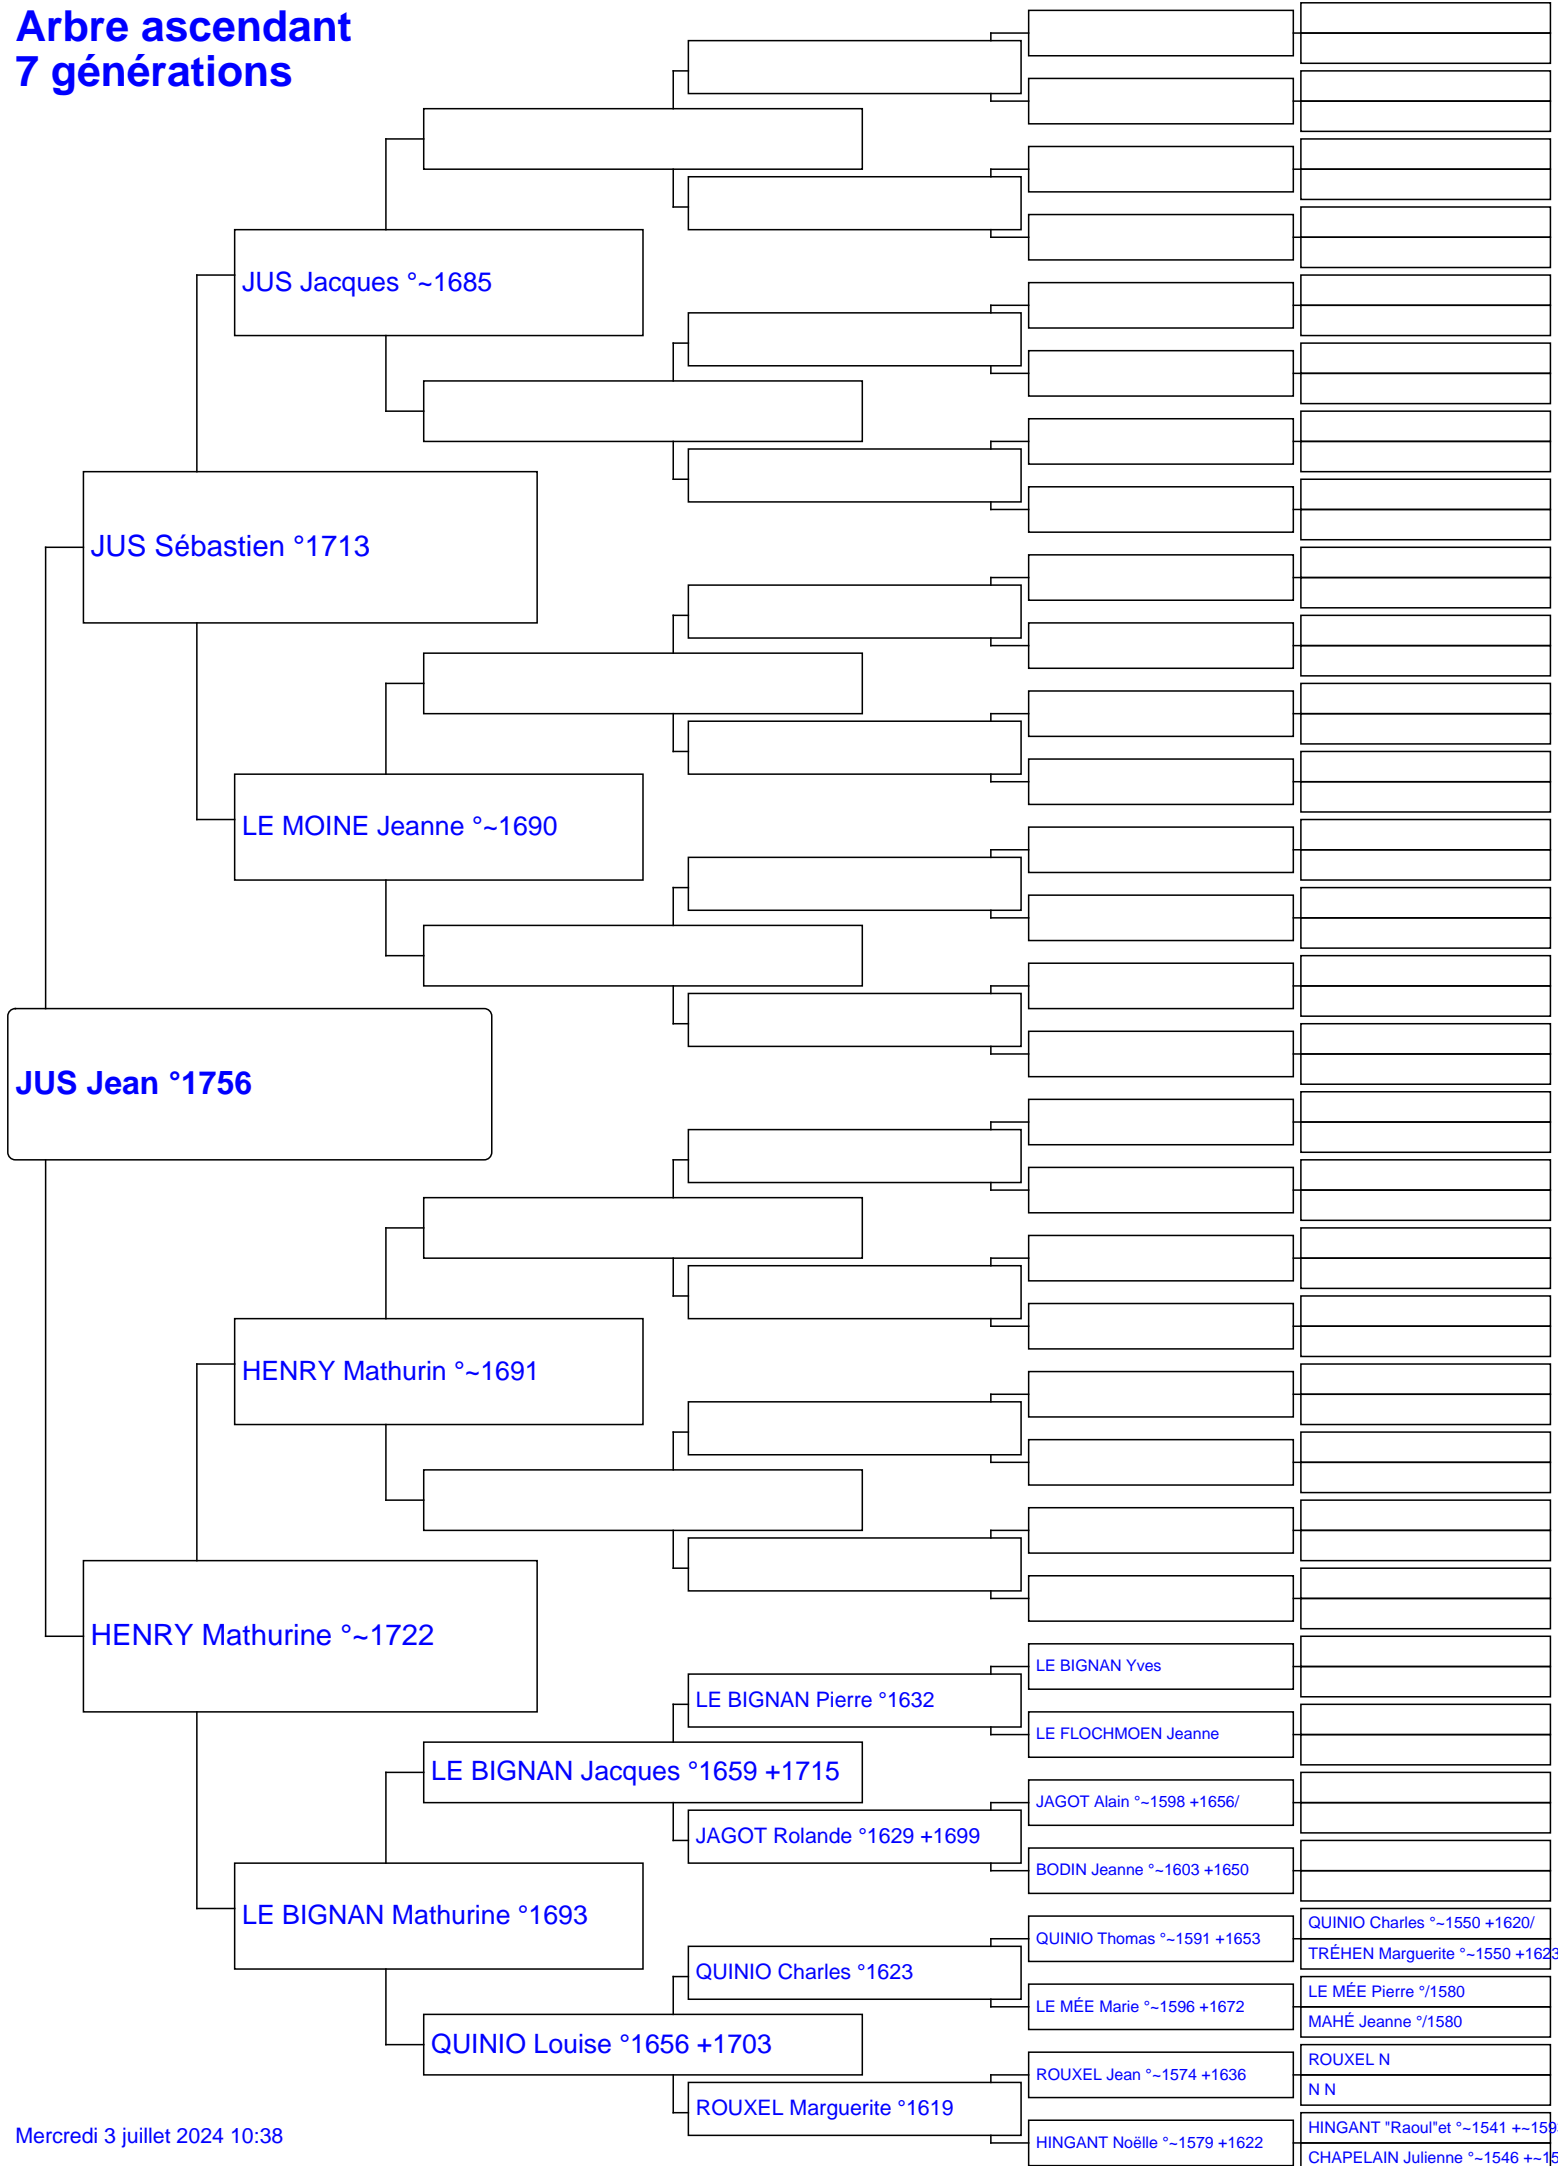 Arbre ascendant
7 générations
JUS Jacques °~1685
JUS Sébastien °1713
LE MOINE Jeanne °~1690
JUS Jean °1756
HENRY Mathurin °~1691
HENRY Mathurine °~1722
LE BIGNAN Yves
LE BIGNAN Pierre °1632
LE FLOCHMOEN Jeanne
LE BIGNAN Jacques °1659 +1715
JAGOT Alain °~1598 +1656/
JAGOT Rolande °1629 +1699
BODIN Jeanne °~1603 +1650
LE BIGNAN Mathurine °1693
QUINIO Charles °~1550 +1620/
QUINIO Thomas °~1591 +1653
TRÉHEN Marguerite °~1550 +1623
QUINIO Charles °1623
LE MÉE Pierre °/1580
LE MÉE Marie °~1596 +1672
MAHÉ Jeanne °/1580
QUINIO Louise °1656 +1703
ROUXEL N
ROUXEL Jean °~1574 +1636
N N
ROUXEL Marguerite °1619
HINGANT "Raoul"et °~1541
HINGANT Noëlle °~1579 +1622
CHAPELAIN Julienne °~1546
Mercredi 3 juillet 2024 10:38